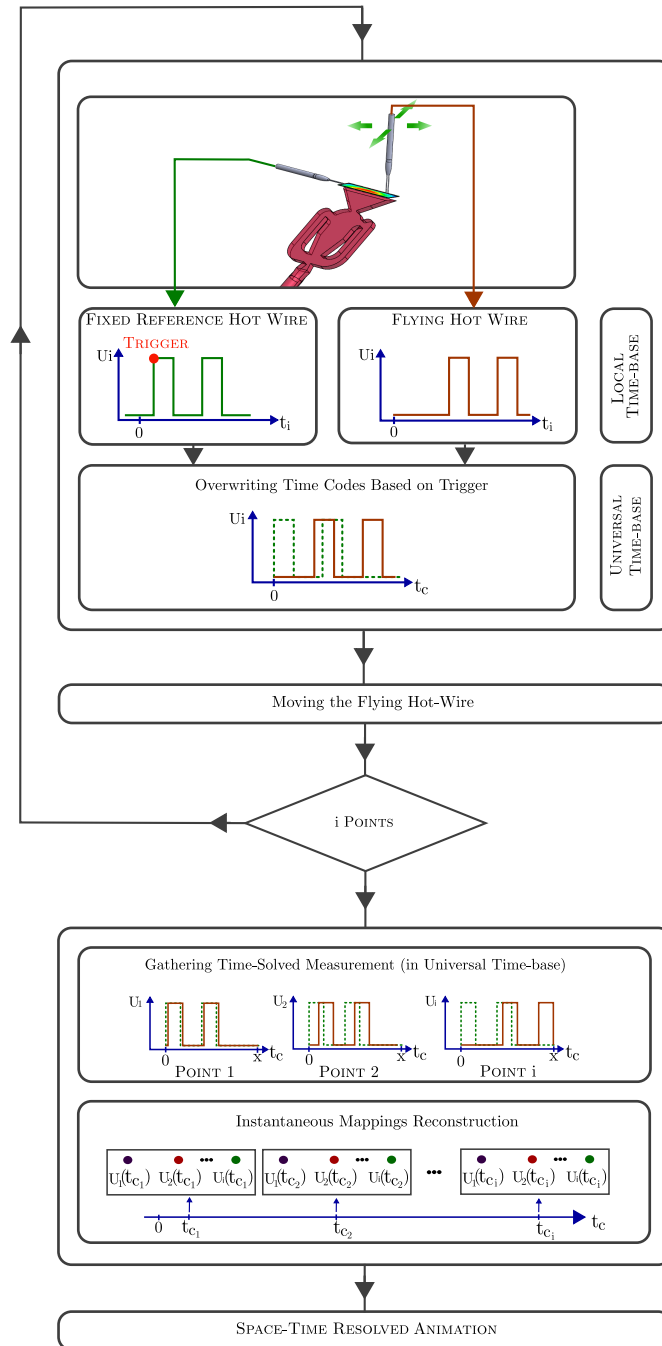 FIXED REFERENCE HOT WIRE
TRIGGER
Ui
0
ti
FLYING HOT WIRE
Ui
0
ti
LOCAL
TIME-BASE
Overwriting Time Codes Based on Trigger
Ui
0
tc
UNIVERSAL
TIME-BASE
Moving the Flying Hot-Wire
i POINTS
Gathering Time-Solved Measurement (in Universal Time-base)
U1
0
x
tc
POINT 1
U2
0
x
tc
POINT 2
Ui
0
x
tc
POINT i
Instantaneous Mappings Reconstruction
U1(tc1) U2(tc1) ••• Ui(tc1)
U1(tc2) U2(tc2) ••• Ui(tc2)
•••
U1(tci) U2(tci) ••• Ui(tci)
0 tc1 tc2 tci tc
SPACE-TIME RESOLVED ANIMATION